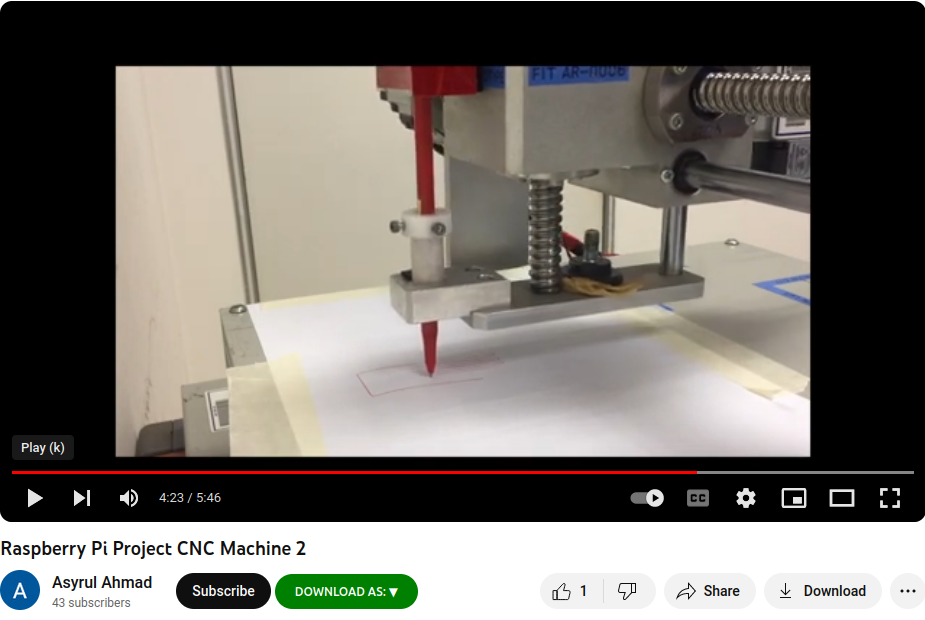 FIT AR-N006
Play (k)
4:23 / 5:46
CC
Raspberry Pi Project CNC Machine 2
A
Asyrul Ahmad
43 subscribers
Subscribe
DOWNLOAD AS: ▼
1
Share
Download